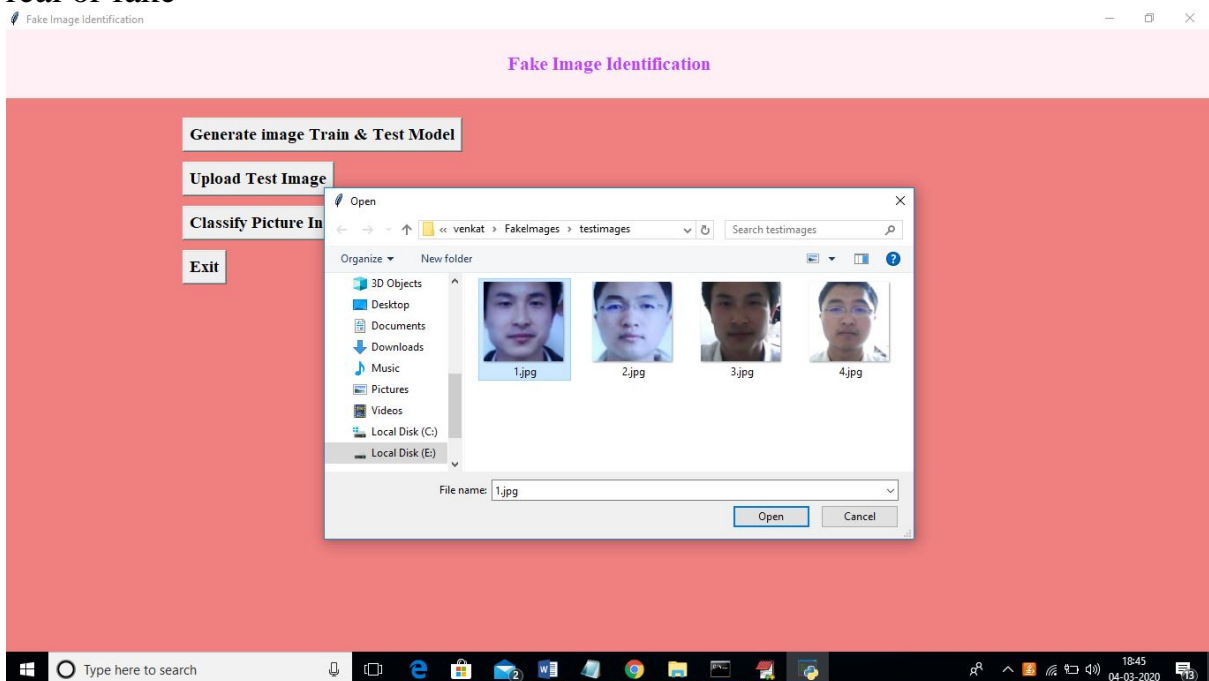 Fake Image Identification
Fake Image Identification
Generate image Train & Test Model
Upload Test Image
Classify Picture In
Exit
Open
« venkat › FakeImages › testimages
Search testimages
Organize
New folder
3D Objects
Desktop
Documents
Downloads
Music
Pictures
Videos
Local Disk (C:)
Local Disk (E:)
1.jpg
2.jpg
3.jpg
4.jpg
File name: 1.jpg
Open
Cancel
Type here to search
18:45
04-03-2020